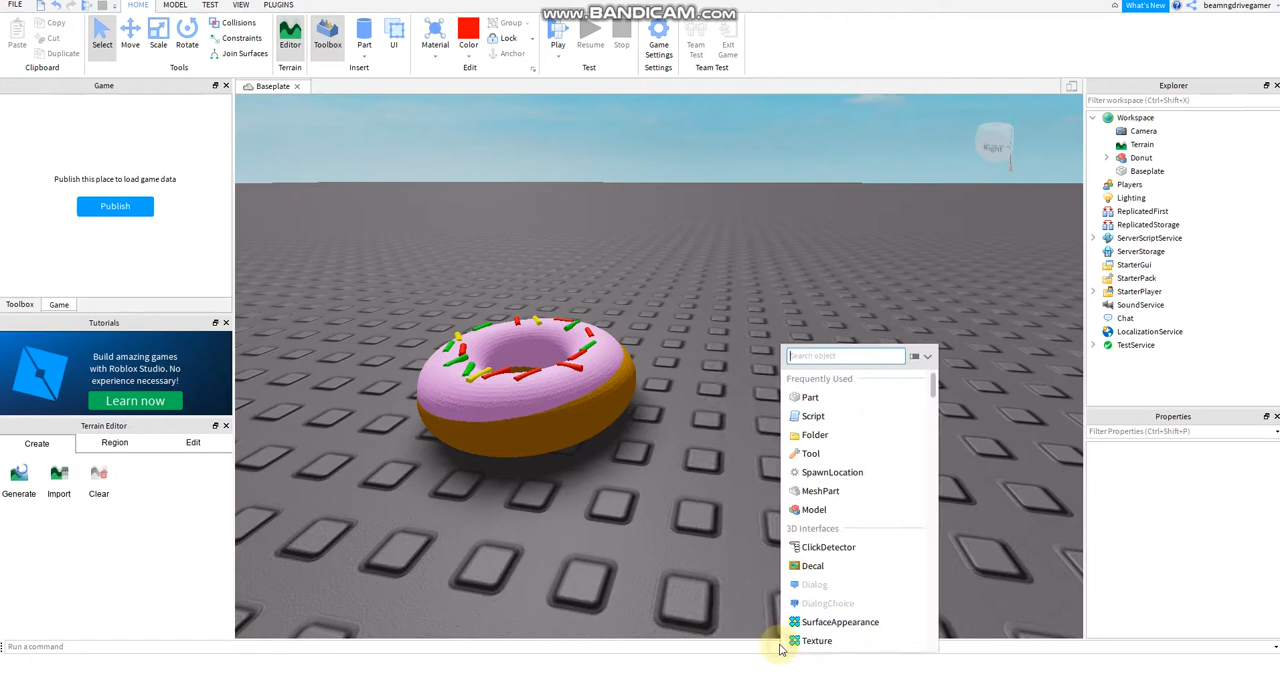 www.BANDICAM.com
FILE HOME MODEL TEST VIEW PLUGINS What's New beamngdrivegamer
Paste Copy Cut Duplicate Select Move Scale Rotate Collisions Constraints Join Surfaces Editor Toolbox Part UI Material Color Group Lock Anchor Play Resume Stop Game Settings Team Test Exit Game
Clipboard Tools Terrain Insert Edit Test Settings Team Test
Game
Baseplate
Explorer
Filter workspace (Ctrl+Shift+X)
Workspace
Camera
Terrain
Donut
Baseplate
Players
Lighting
ReplicatedFirst
ReplicatedStorage
ServerScriptService
ServerStorage
StarterGui
StarterPack
StarterPlayer
SoundService
Chat
LocalizationService
TestService
Right
Publish this place to load game data
Publish
Toolbox Game
Tutorials
Build amazing games
with Roblox Studio. No
experience necessary!
Learn now
Terrain Editor
Create Region Edit
Generate Import Clear
Search object
Frequently Used
Part
Script
Folder
Tool
SpawnLocation
MeshPart
Model
3D Interfaces
ClickDetector
Decal
Dialog
DialogChoice
SurfaceAppearance
Texture
Properties
Filter Properties (Ctrl+Shift+P)
Run a command